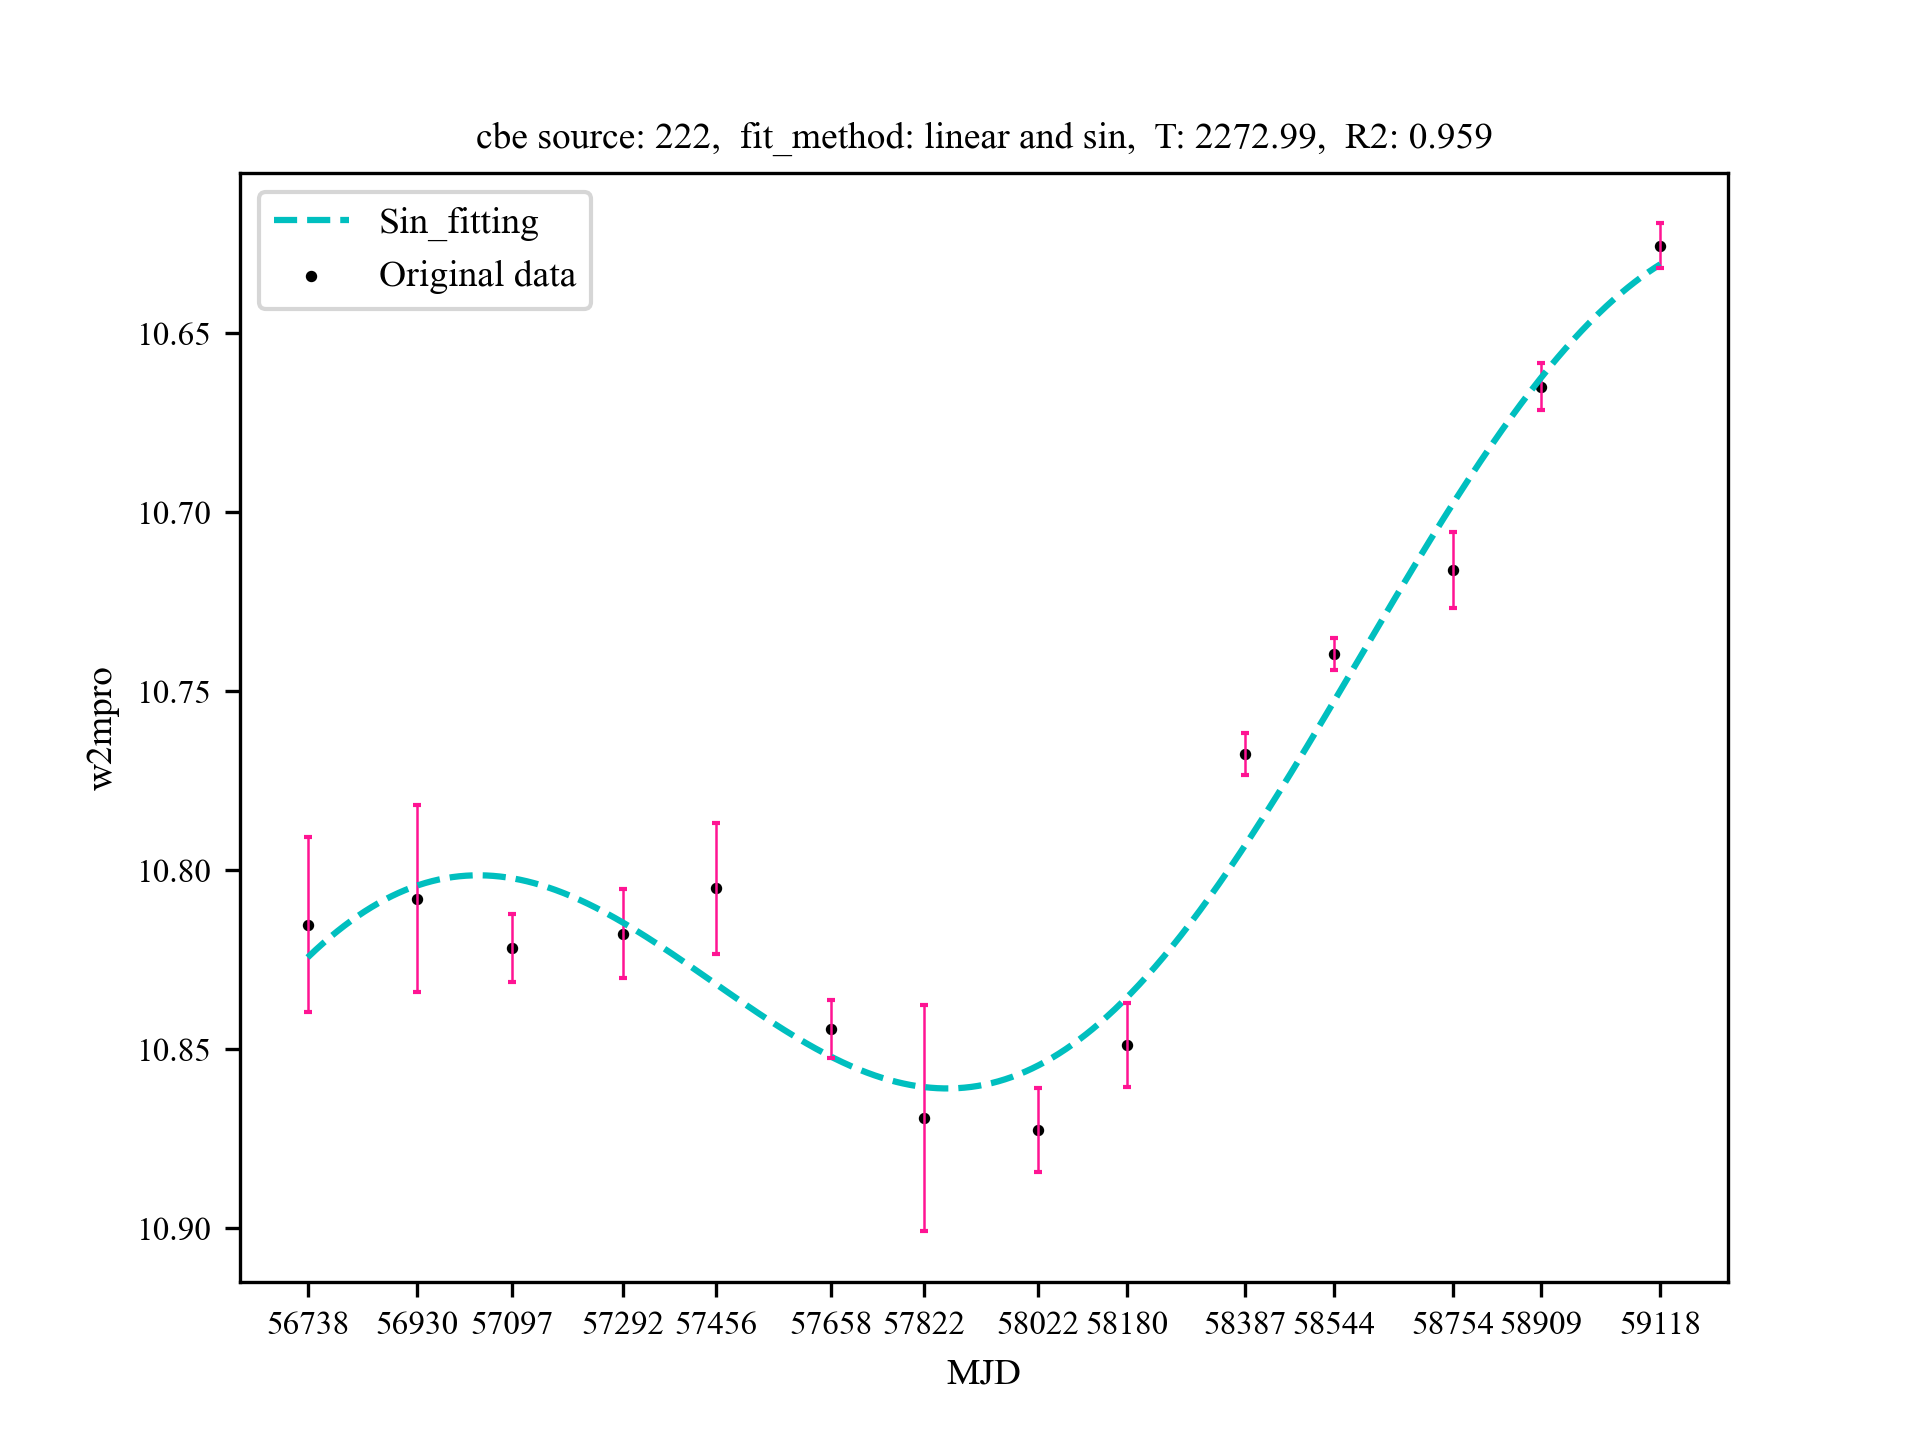 cbe source: 222,  fit_method: linear and sin,  T: 2272.99,  R2: 0.959
Sin_fitting
Original data
10.65
10.70
10.75
10.80
10.85
10.90
w2mpro
56738 56930 57097 57292 57456 57658 57822 58022 58180 58387 58544 58754 58909 59118
MJD